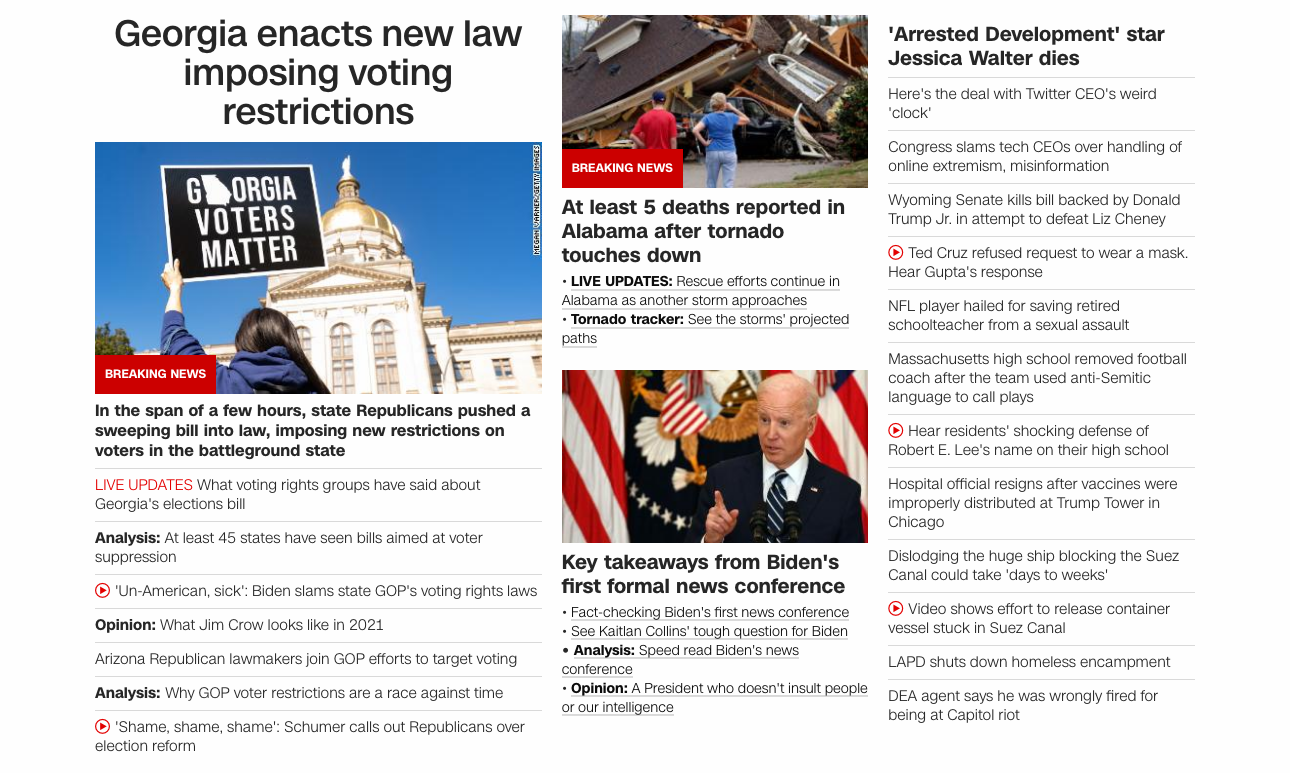 Georgia enacts new law
imposing voting
restrictions
MEGAN VARNER/GETTY IMAGES
G ORGIA
VOTERS
MATTER
BREAKING NEWS
In the span of a few hours, state Republicans pushed a
sweeping bill into law, imposing new restrictions on
voters in the battleground state
LIVE UPDATES What voting rights groups have said about
Georgia's elections bill
Analysis: At least 45 states have seen bills aimed at voter
suppression
'Un-American, sick': Biden slams state GOP's voting rights laws
Opinion: What Jim Crow looks like in 2021
Arizona Republican lawmakers join GOP efforts to target voting
Analysis: Why GOP voter restrictions are a race against time
'Shame, shame, shame': Schumer calls out Republicans over
election reform
BREAKING NEWS
At least 5 deaths reported in
Alabama after tornado
touches down
• LIVE UPDATES: Rescue efforts continue in
Alabama as another storm approaches
• Tornado tracker: See the storms' projected
paths
Key takeaways from Biden's
first formal news conference
• Fact-checking Biden's first news conference
• See Kaitlan Collins' tough question for Biden
• Analysis: Speed read Biden's news
conference
• Opinion: A President who doesn't insult people
or our intelligence
'Arrested Development' star
Jessica Walter dies
Here's the deal with Twitter CEO's weird
'clock'
Congress slams tech CEOs over handling of
online extremism, misinformation
Wyoming Senate kills bill backed by Donald
Trump Jr. in attempt to defeat Liz Cheney
Ted Cruz refused request to wear a mask.
Hear Gupta's response
NFL player hailed for saving retired
schoolteacher from a sexual assault
Massachusetts high school removed football
coach after the team used anti-Semitic
language to call plays
Hear residents' shocking defense of
Robert E. Lee's name on their high school
Hospital official resigns after vaccines were
improperly distributed at Trump Tower in
Chicago
Dislodging the huge ship blocking the Suez
Canal could take 'days to weeks'
Video shows effort to release container
vessel stuck in Suez Canal
LAPD shuts down homeless encampment
DEA agent says he was wrongly fired for
being at Capitol riot